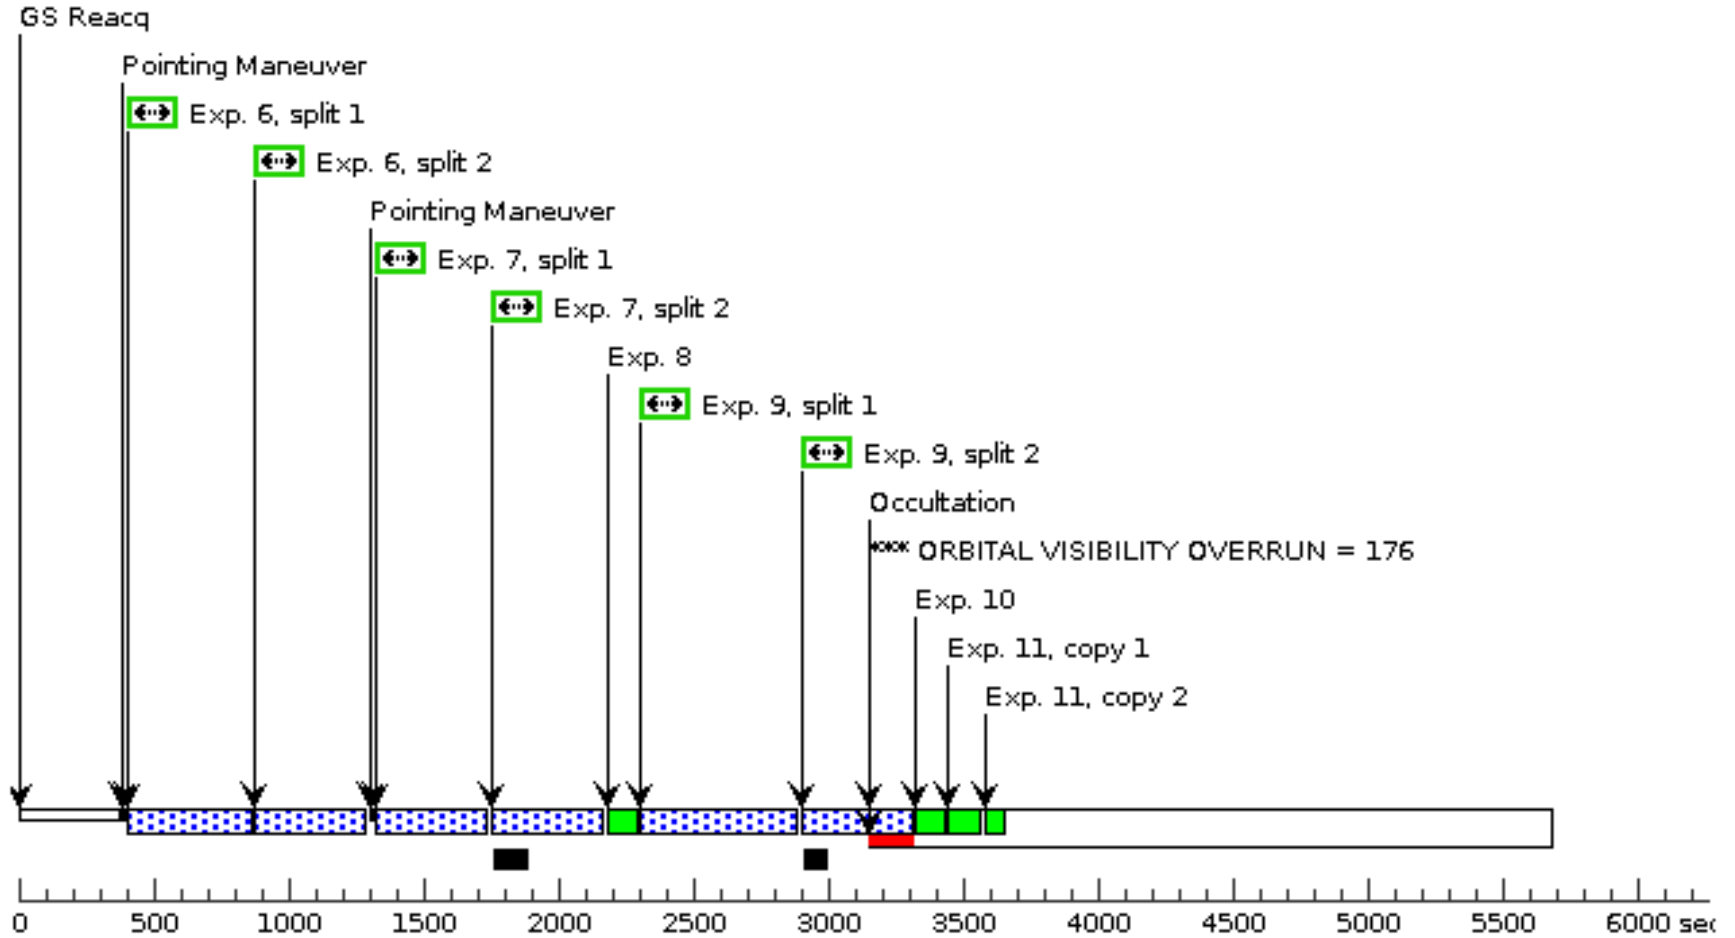 GS Reacq
Pointing Maneuver
Exp. 6, split 1
Exp. 6, split 2
Pointing Maneuver
Exp. 7, split 1
Exp. 7, split 2
Exp. 8
Exp. 9, split 1
Exp. 9, split 2
Occultation
**** ORBITAL VISIBILITY OVERRUN = 176
Exp. 10
Exp. 11, copy 1
Exp. 11, copy 2
0 500 1000 1500 2000 2500 3000 3500 4000 4500 5000 5500 6000 sec